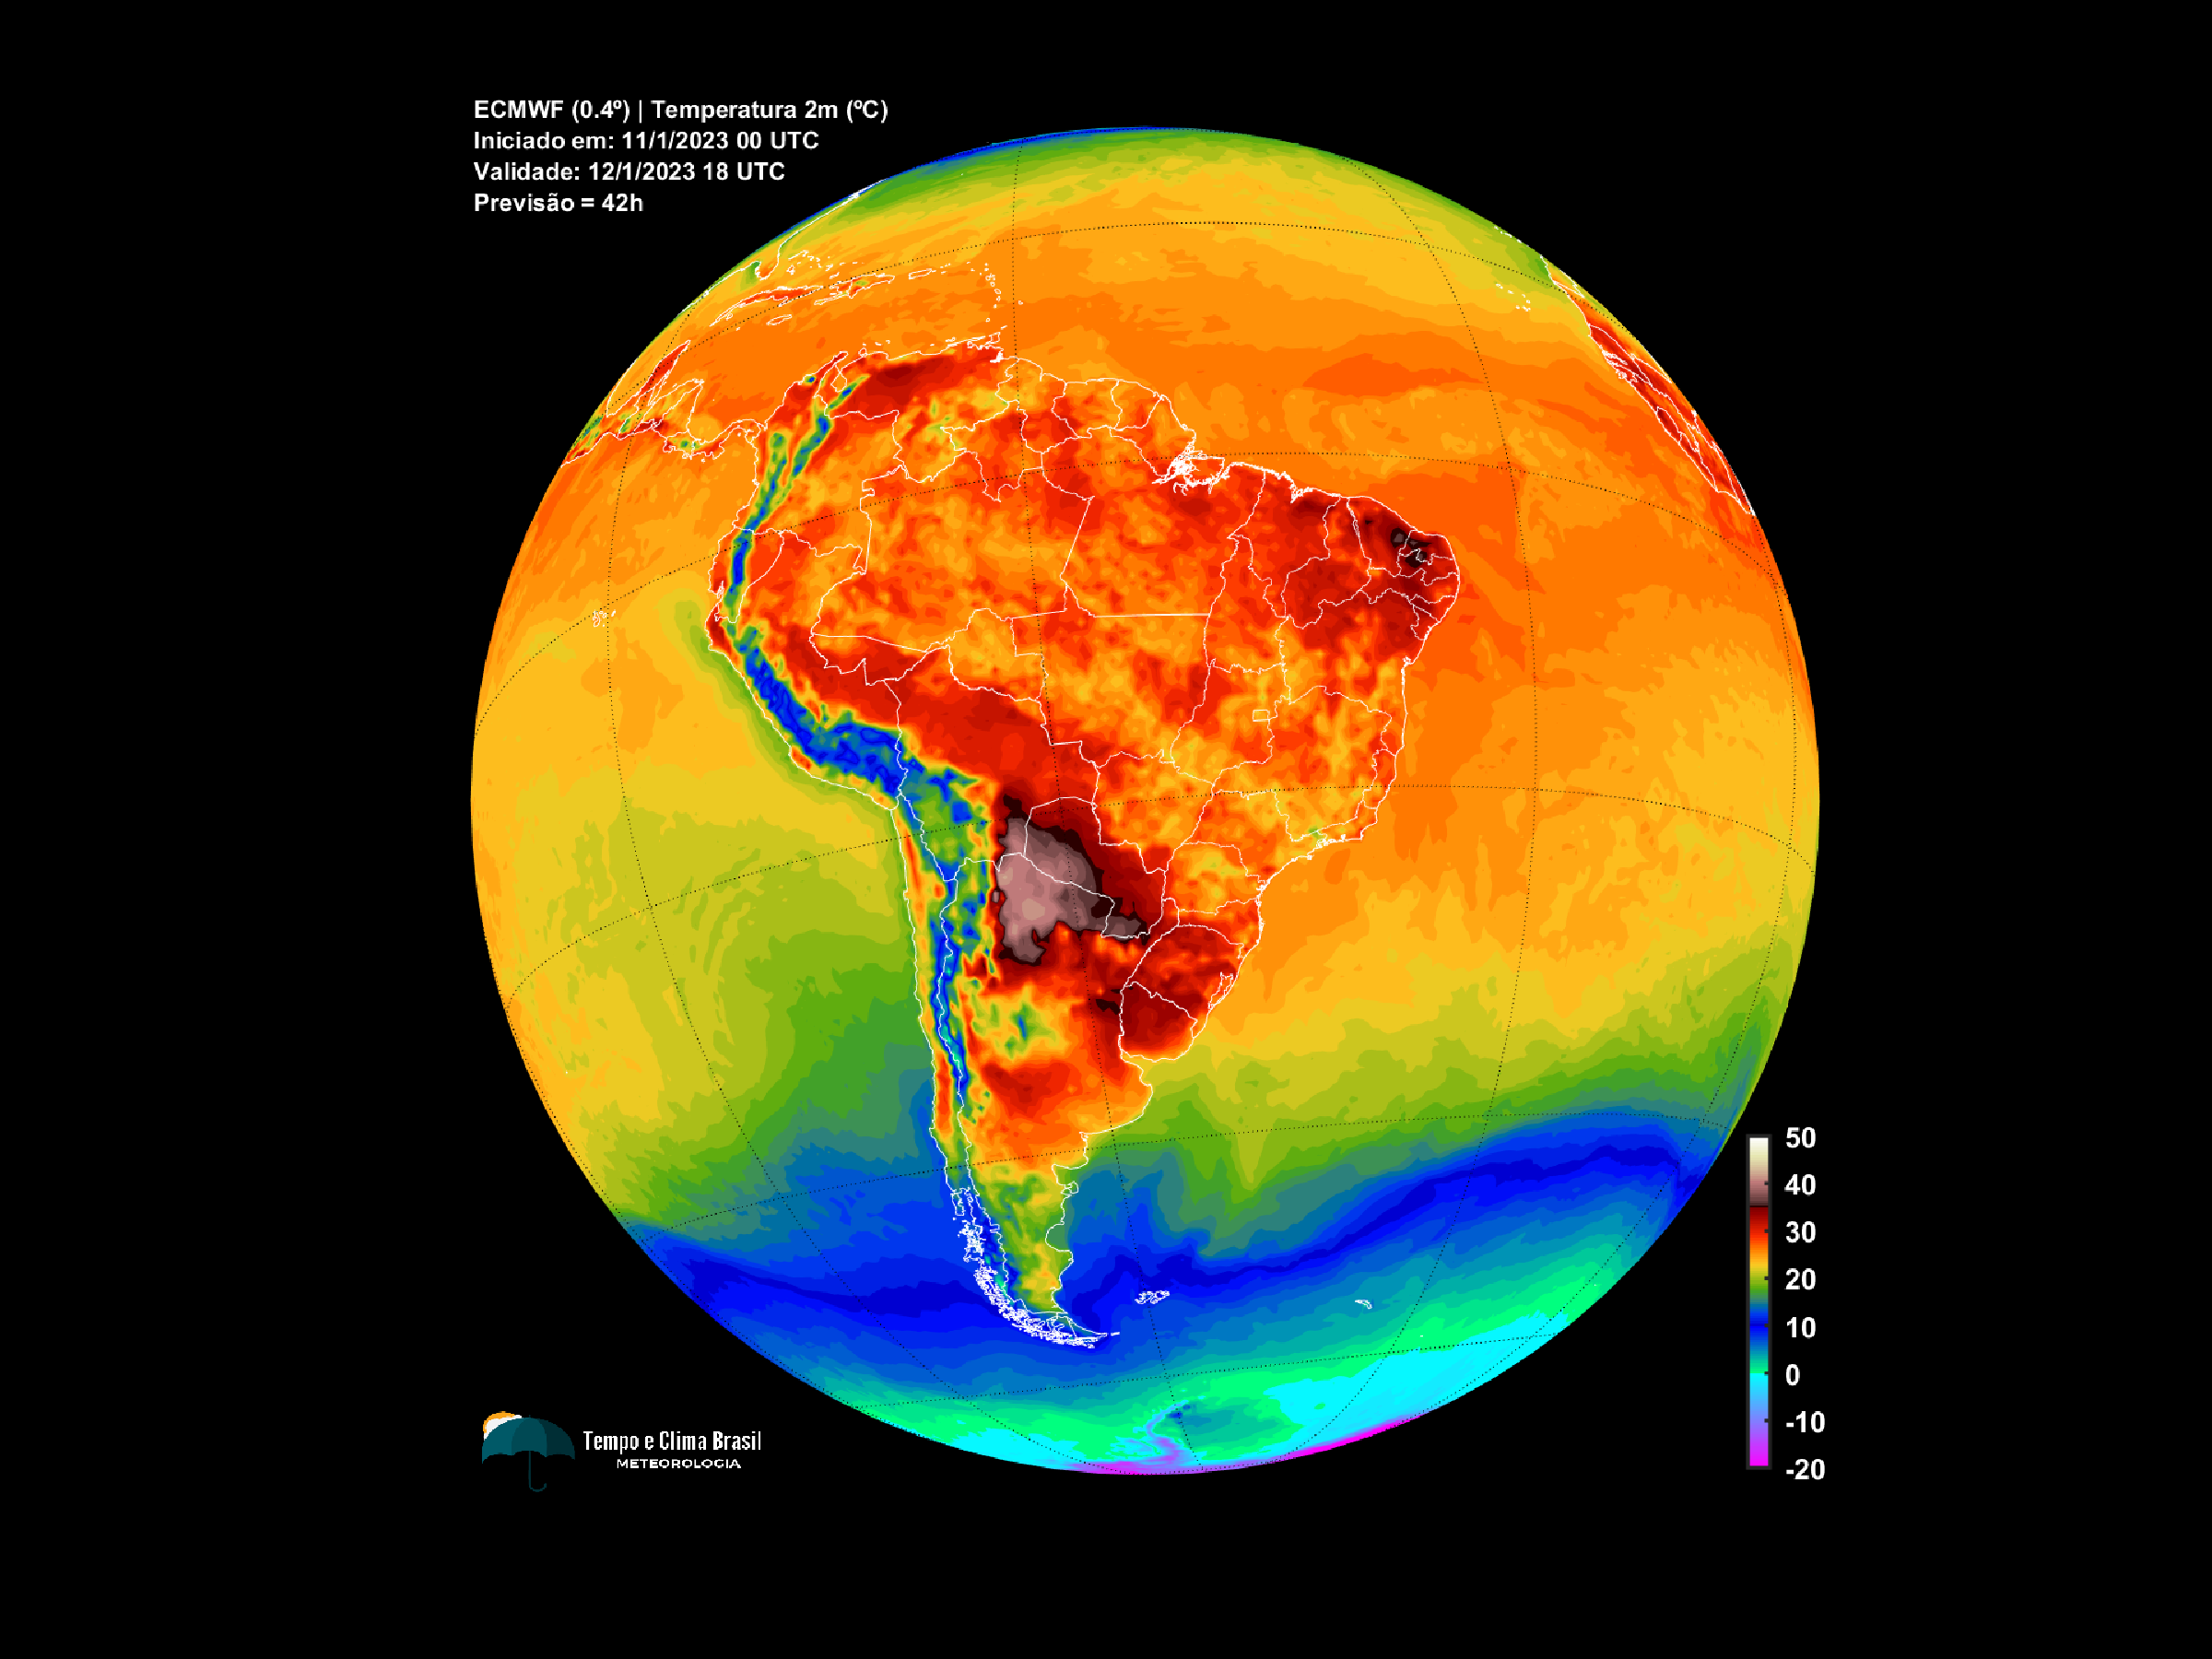 ECMWF (0.4º) | Temperatura 2m (ºC)
Iniciado em: 11/1/2023 00 UTC
Validade: 12/1/2023 18 UTC
Previsão = 42h
50
40
30
20
10
0
-10
-20
Tempo e Clima Brasil
METEOROLOGIA